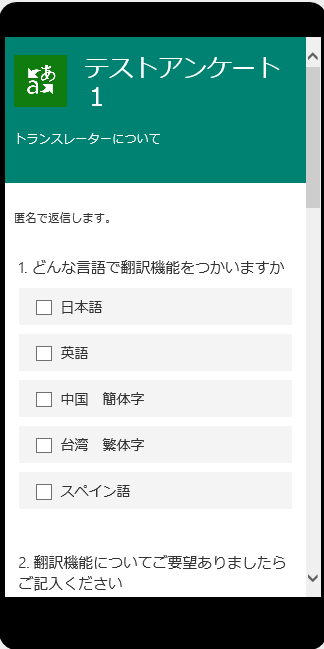 あ
a
テストアンケート
1
トランスレーターについて
匿名で返信します。
1. どんな言語で翻訳機能をつかいますか
日本語
英語
中国　簡体字
台湾　繁体字
スペイン語
2. 翻訳機能についてご要望ありましたら
ご記入ください